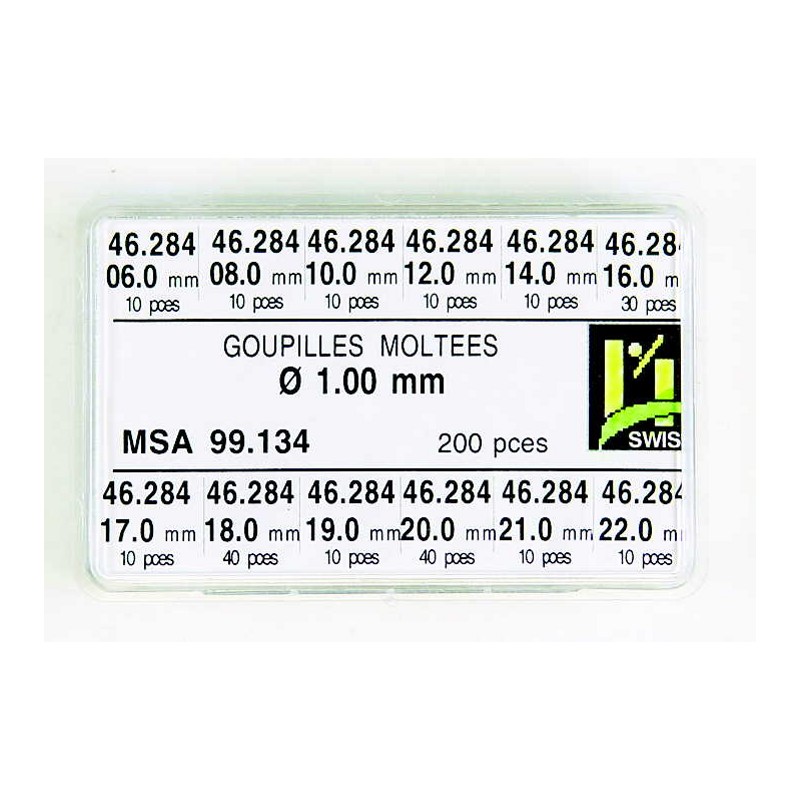 46.284 46.284 46.284 46.284 46.284 46.284
06.0 mm 08.0 mm 10.0 mm 12.0 mm 14.0 mm 16.0 m
10 pces 10 pces 10 pces 10 pces 10 pces 30 pces
GOUPILLES MOLTEES
Ø 1.00 mm
MSA 99.134 200 pces
SWIS
46.284 46.284 46.284 46.284 46.284 46.284
17.0 mm 18.0 mm 19.0 mm 20.0 mm 21.0 mm 22.0 m
10 pces 40 pces 10 pces 40 pces 10 pces 10 pces